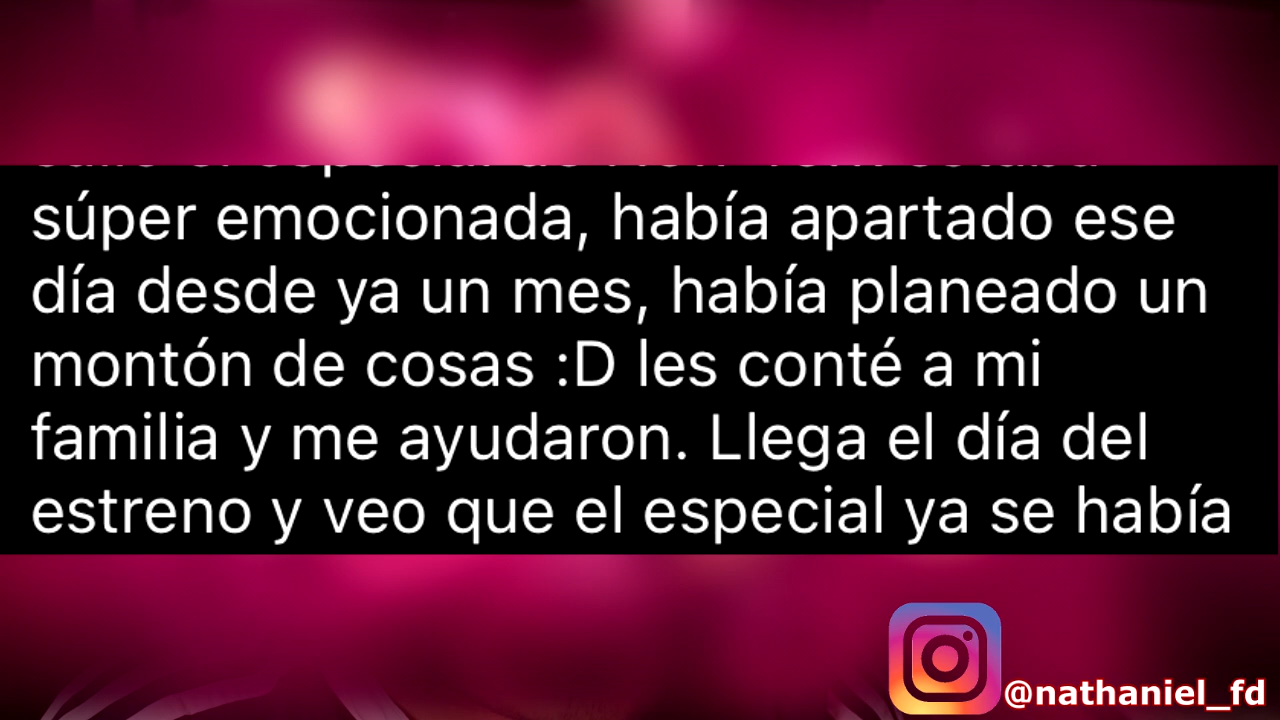 súper emocionada, había apartado ese
día desde ya un mes, había planeado un
montón de cosas :D les conté a mi
familia y me ayudaron. Llega el día del
estreno y veo que el especial ya se había
@nathaniel_fd